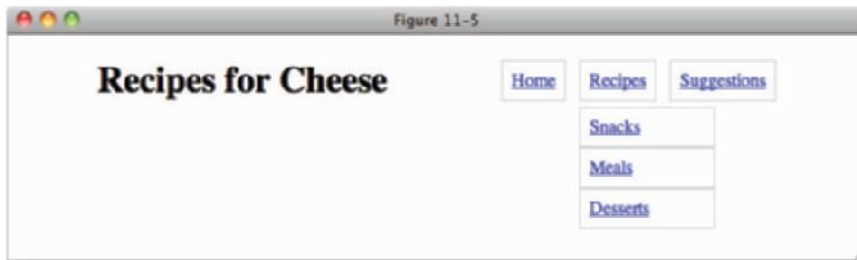 Figure 11-5
Recipes for Cheese
Home Recipes Suggestions
Snacks
Meals
Desserts